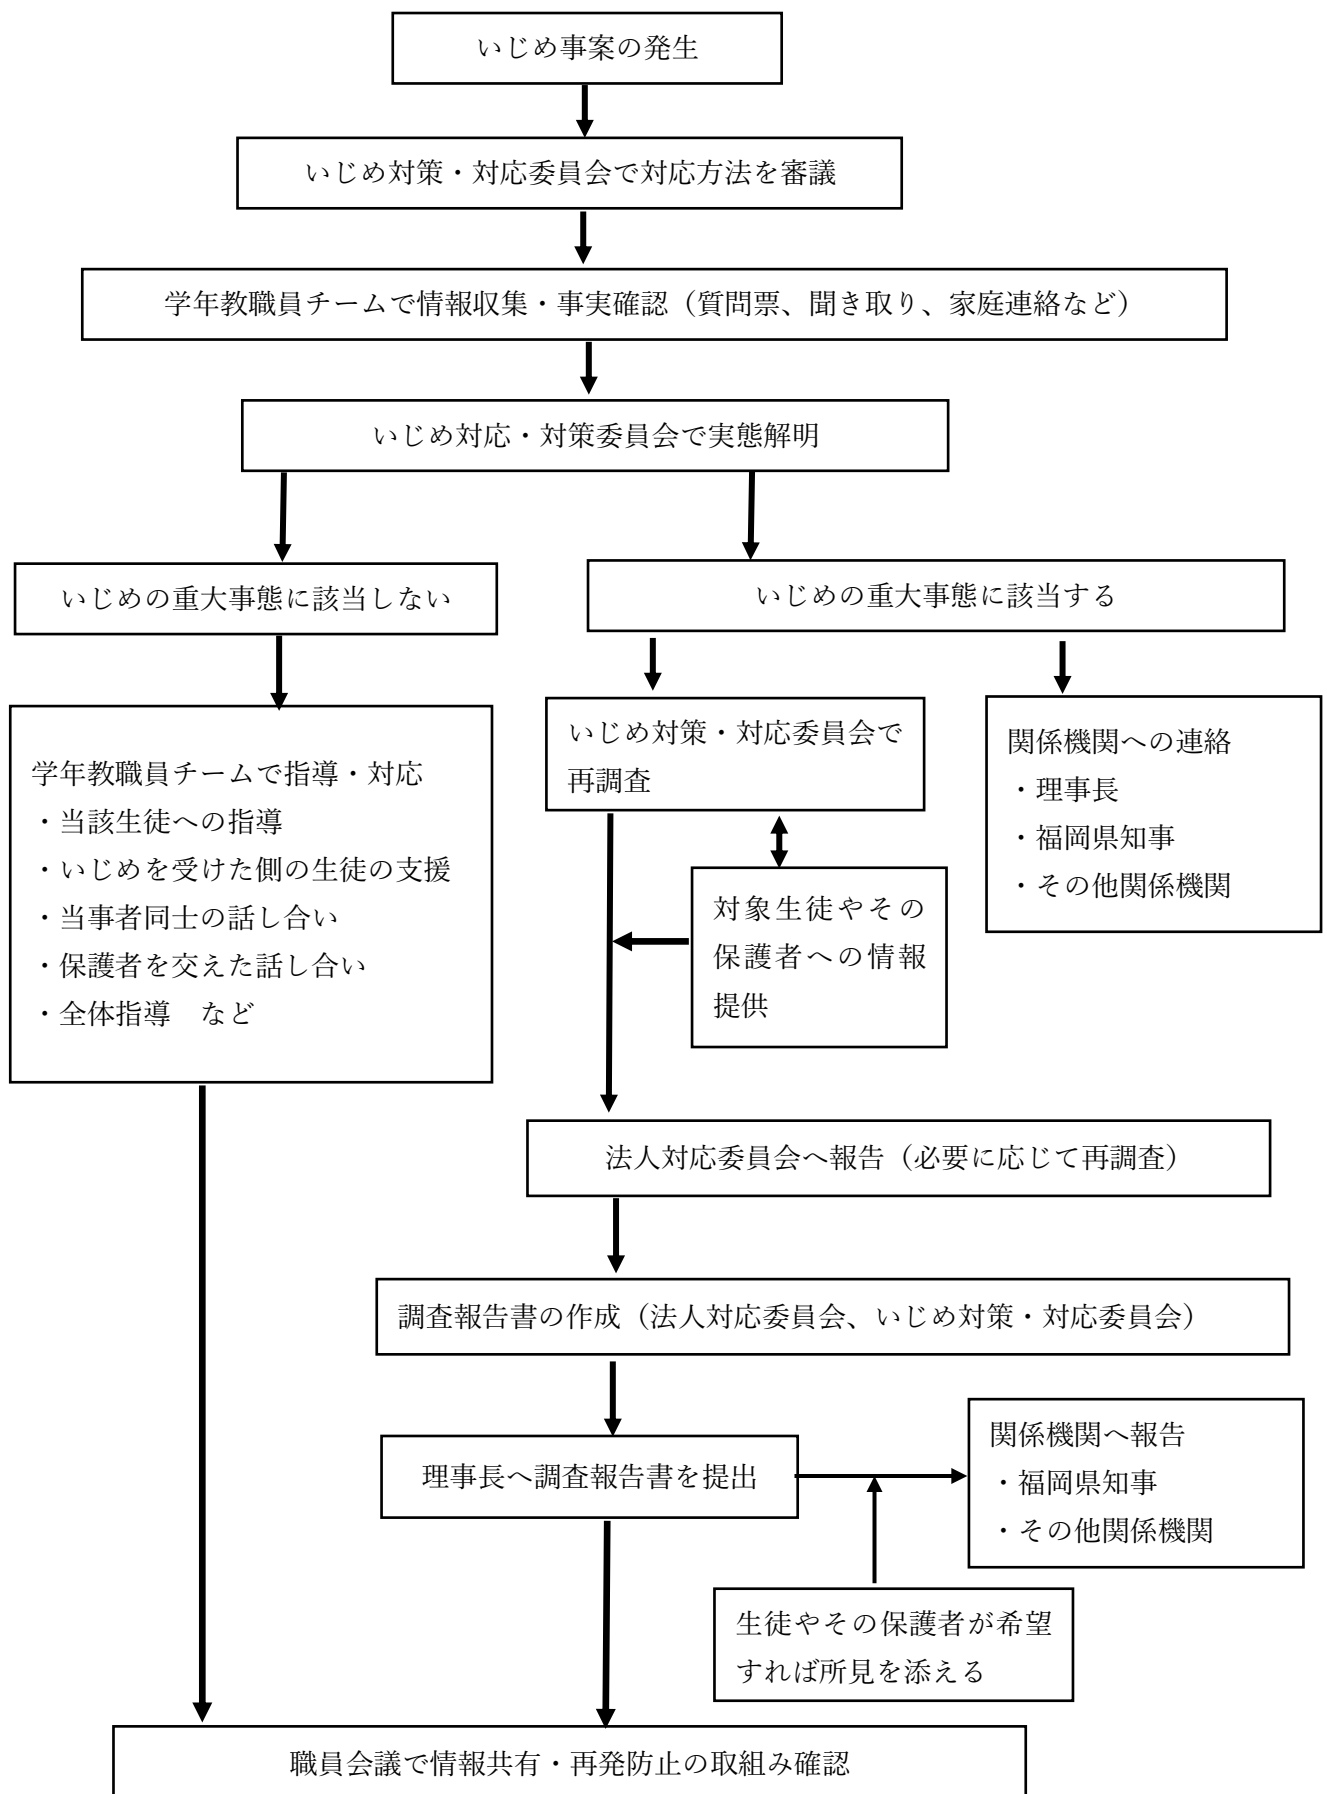 いじめ事案の発生
いじめ対策・対応委員会で対応方法を審議
学年教職員チームで情報収集・事実確認（質問票、聞き取り、家庭連絡など）
いじめ対応・対策委員会で実態解明
いじめの重大事態に該当しない
いじめの重大事態に該当する
学年教職員チームで指導・対応
・当該生徒への指導
・いじめを受けた側の生徒の支援
・当事者同士の話し合い
・保護者を交えた話し合い
・全体指導　など
いじめ対策・対応委員会で
再調査
関係機関への連絡
・理事長
・福岡県知事
・その他関係機関
対象生徒やその
保護者への情報
提供
法人対応委員会へ報告（必要に応じて再調査）
調査報告書の作成（法人対応委員会、いじめ対策・対応委員会）
理事長へ調査報告書を提出
関係機関へ報告
・福岡県知事
・その他関係機関
生徒やその保護者が希望
すれば所見を添える
職員会議で情報共有・再発防止の取組み確認